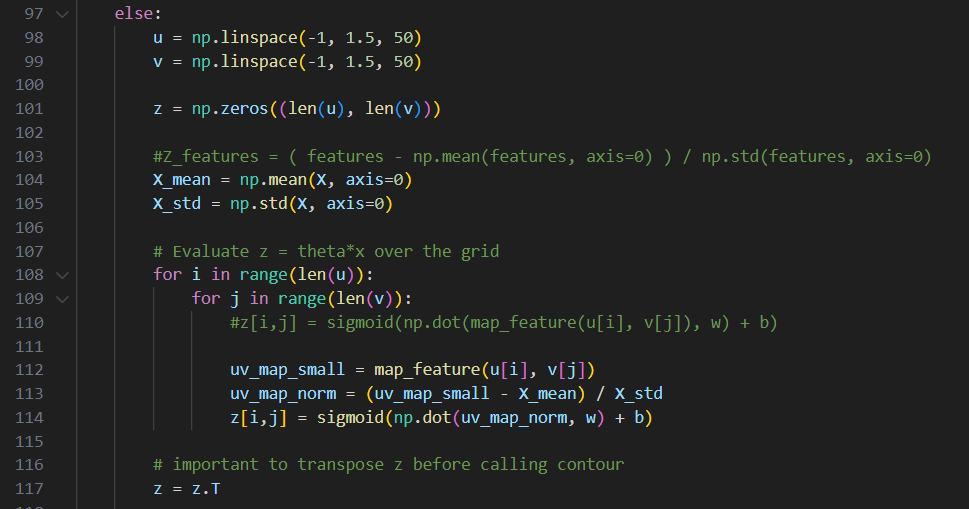 97 else:
98 u = np.linspace(-1, 1.5, 50)
99 v = np.linspace(-1, 1.5, 50)
100
101 z = np.zeros((len(u), len(v)))
102
103 #Z_features = ( features - np.mean(features, axis=0) ) / np.std(features, axis=0)
104 X_mean = np.mean(X, axis=0)
105 X_std = np.std(X, axis=0)
106
107 # Evaluate z = theta*x over the grid
108 for i in range(len(u)):
109 for j in range(len(v)):
110 #z[i,j] = sigmoid(np.dot(map_feature(u[i], v[j]), w) + b)
111
112 uv_map_small = map_feature(u[i], v[j])
113 uv_map_norm = (uv_map_small - X_mean) / X_std
114 z[i,j] = sigmoid(np.dot(uv_map_norm, w) + b)
115
116 # important to transpose z before calling contour
117 z = z.T